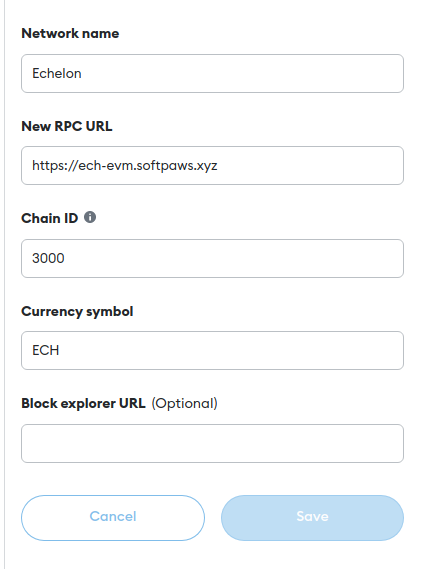 Network name
Echelon
New RPC URL
https://ech-evm.softpaws.xyz
Chain ID
3000
Currency symbol
ECH
Block explorer URL (Optional)
Cancel Save